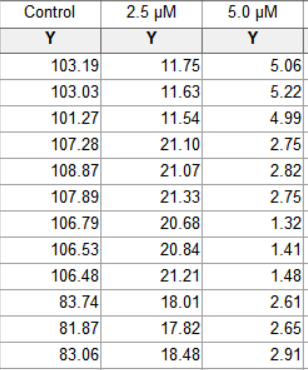 Control 2.5 µM 5.0 µM
Y Y Y
103.19 11.75 5.06
103.03 11.63 5.22
101.27 11.54 4.99
107.28 21.10 2.75
108.87 21.07 2.82
107.89 21.33 2.75
106.79 20.68 1.32
106.53 20.84 1.41
106.48 21.21 1.48
83.74 18.01 2.61
81.87 17.82 2.65
83.06 18.48 2.91